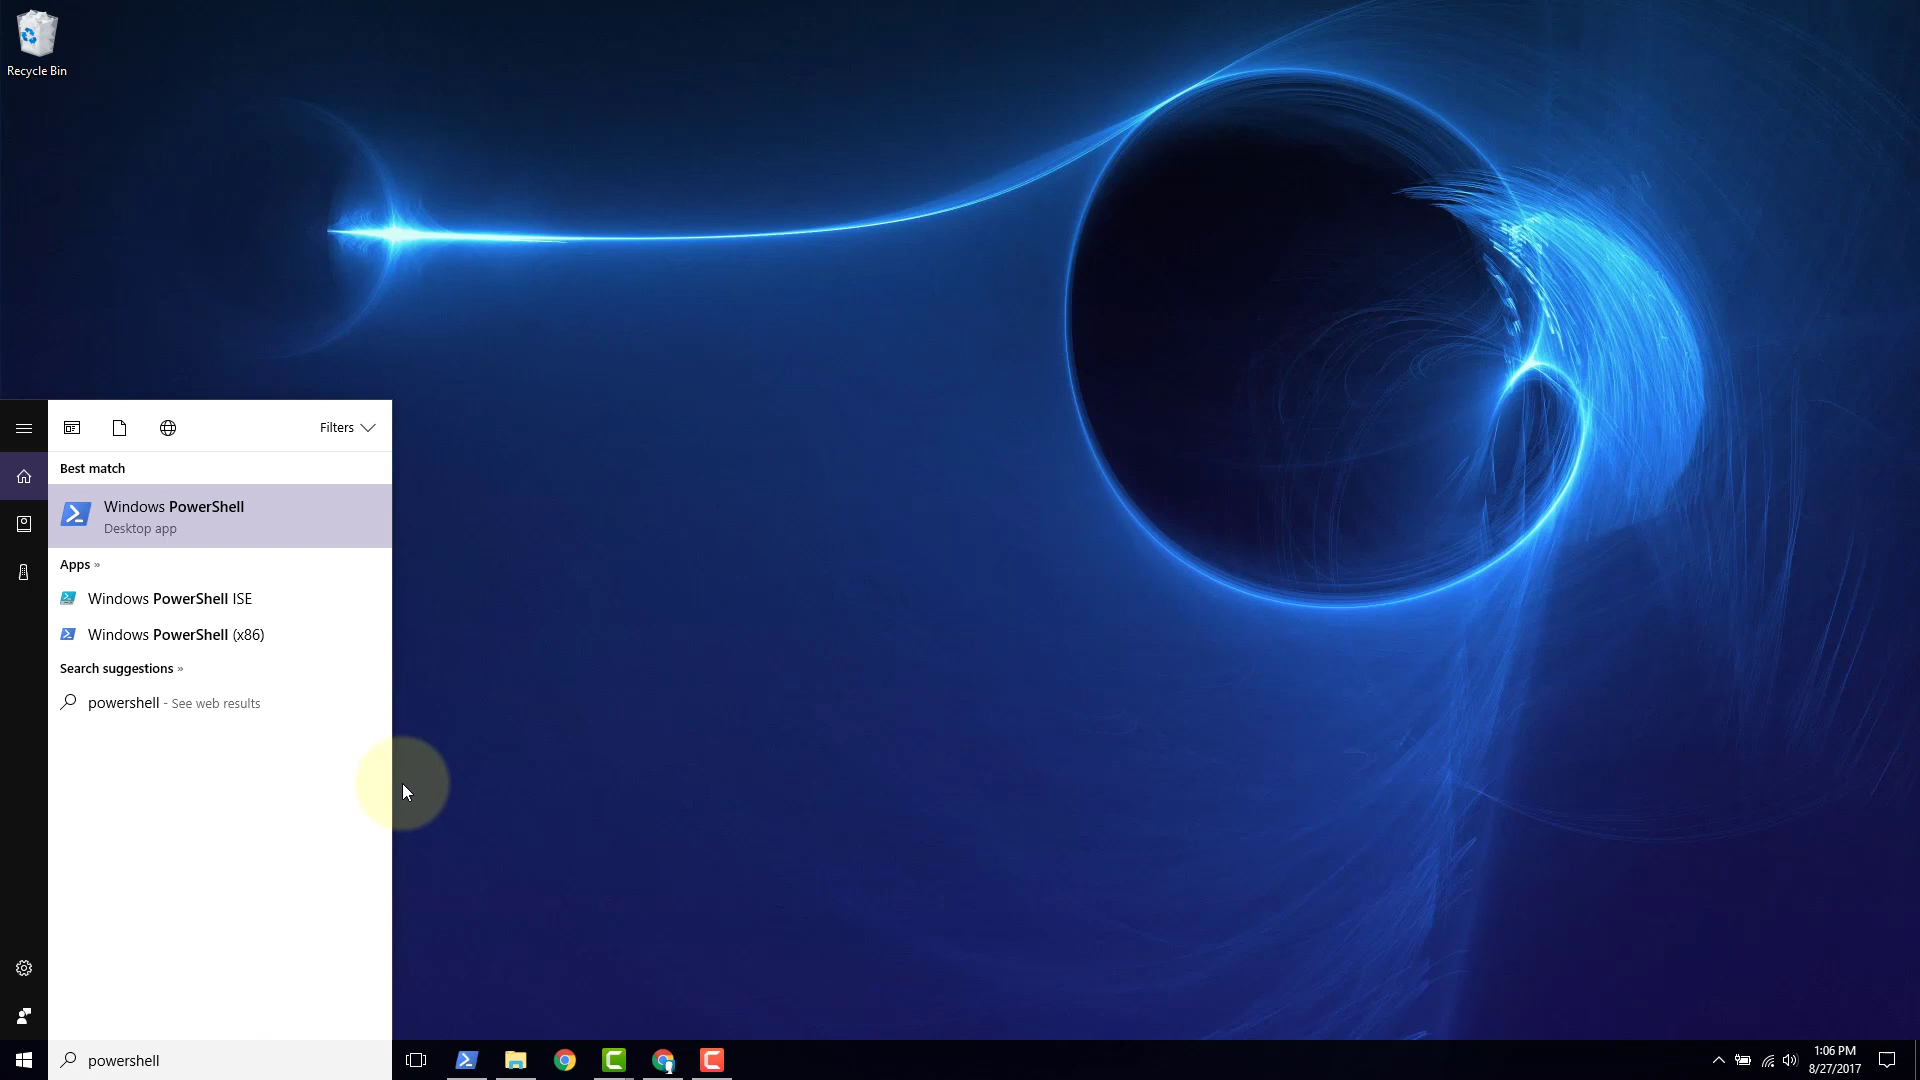 Recycle Bin
Filters
Best match
Windows PowerShell
Desktop app
Apps »
Windows PowerShell ISE
Windows PowerShell (x86)
Search suggestions »
powershell - See web results
powershell
1:06 PM
8/27/2017